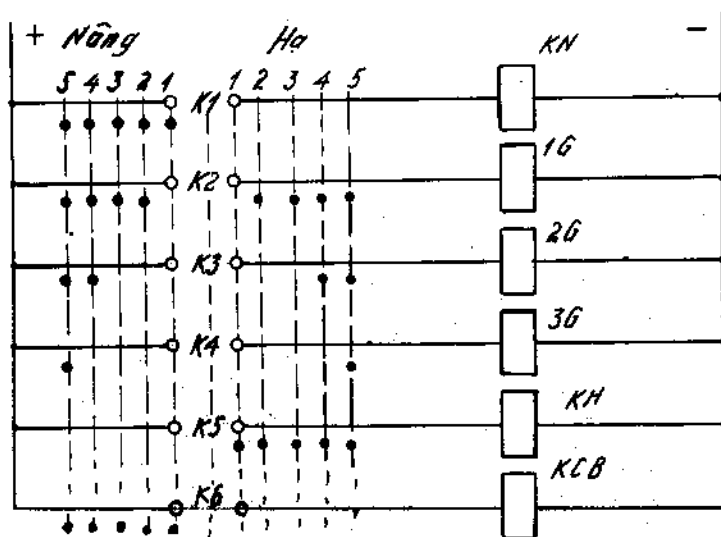 + Nâng Hạ KN −
5 4 3 2 1 K1 1 2 3 4 5
1G
K2
2G
K3
3G
K4
KH
K5
KCB
K6